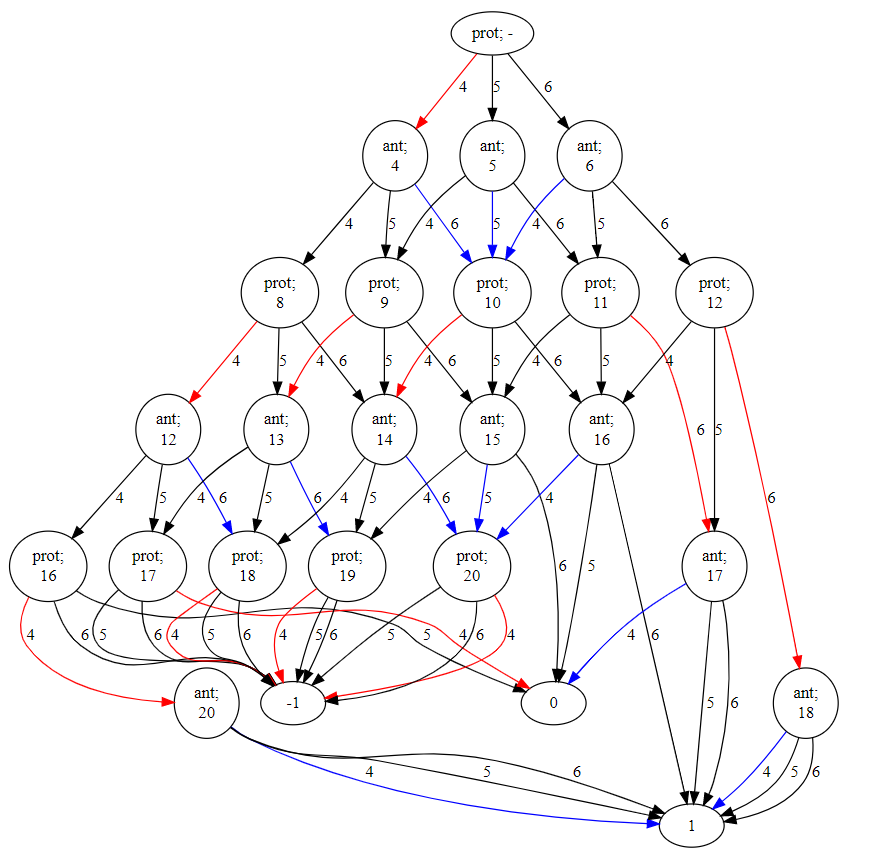 prot; -
4 5 6
ant; ant; ant;
4 5 6
4 5 4 6 5 4 6 5 6
prot; prot; prot; prot; prot;
8 9 10 11 12
4 5 6 4 5 4 6 5 4 6 5 4
ant; ant; ant; ant; ant;
12 13 14 15 16
6 5 6
4 5 4 6 5 6 4 5 4 6 4 5 4
prot; prot; prot; prot; prot; ant;
16 17 18 19 20 17
6 5
4 6 5 6 4 5 6 4 5 6 5 5 4 6 4 4 6
ant; -1 0 ant;
20 18
5 6
4 5 6 4 5 6
1